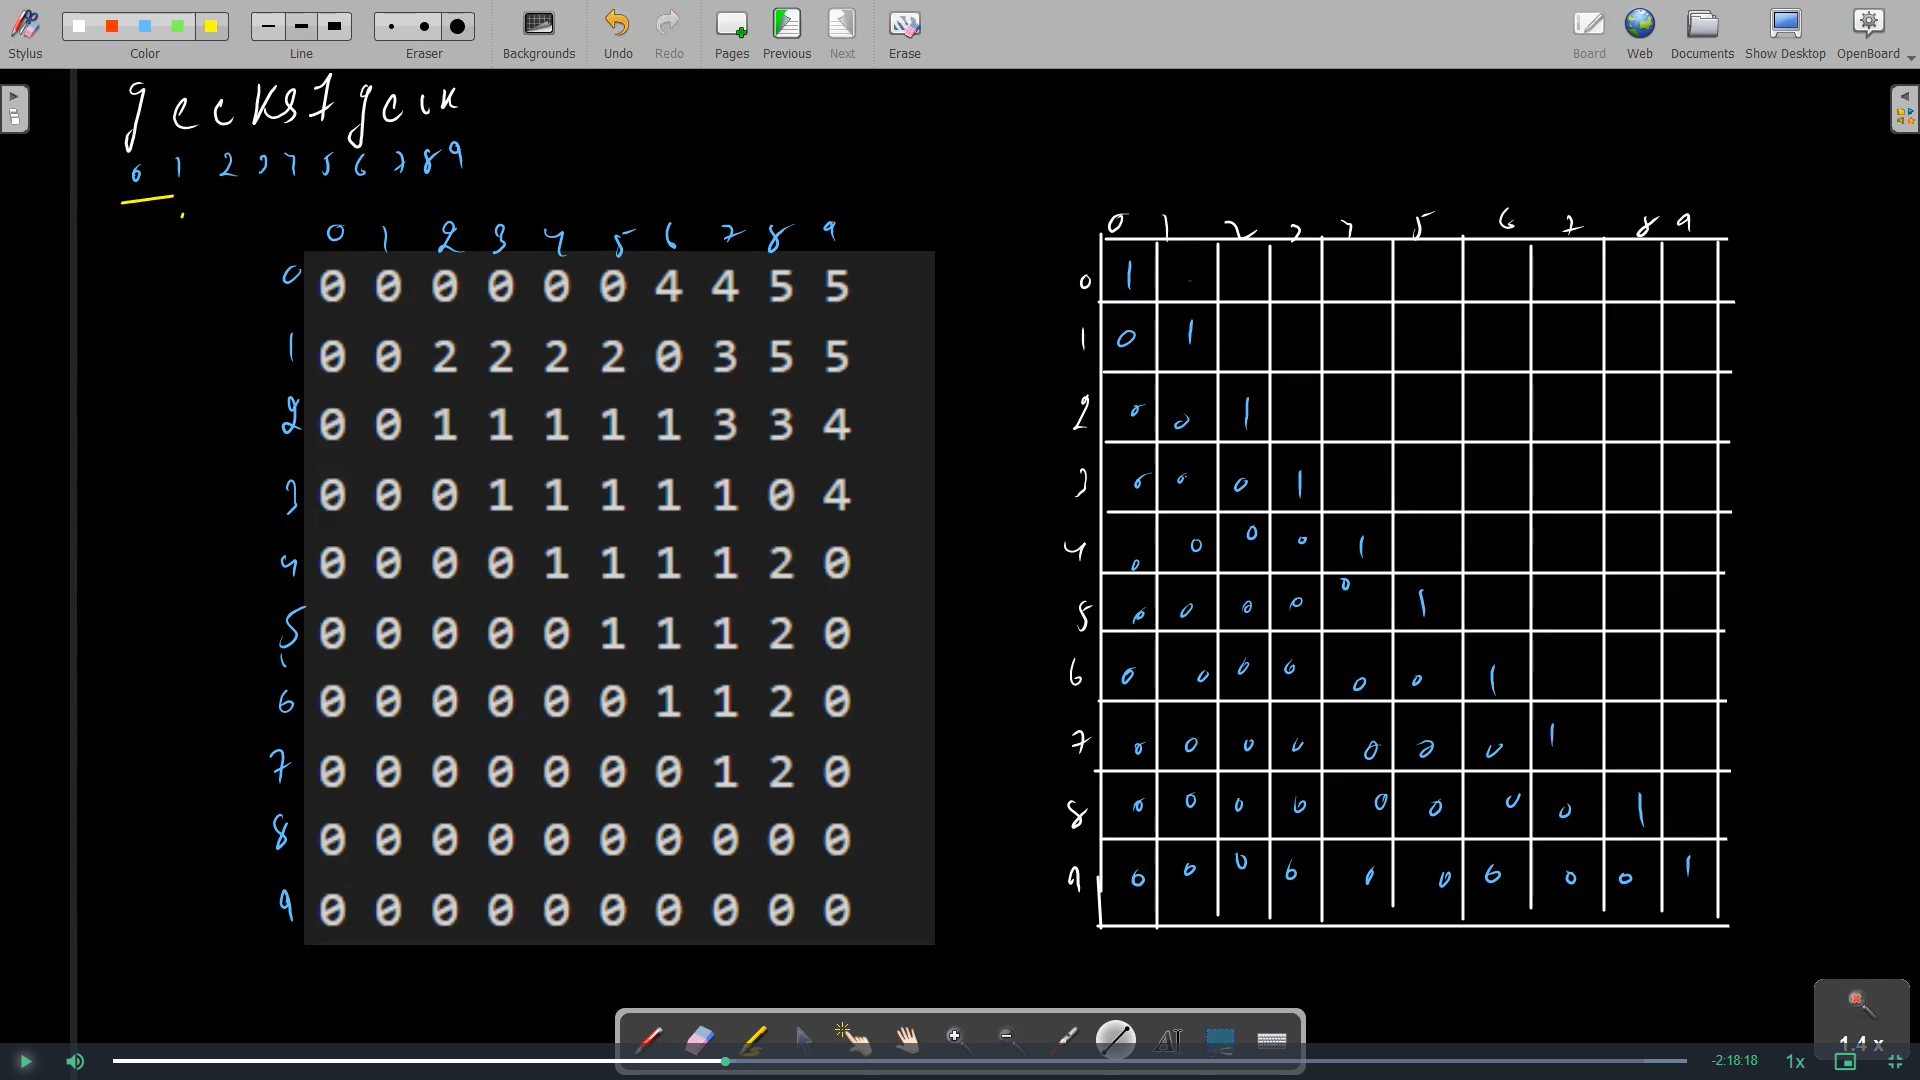 Stylus Color Line Eraser Backgrounds Undo Redo Pages Previous Next Erase Board Web Documents Show Desktop OpenBoard
0 1 2 3 4 5 6 7 8 9
0 0 0 0 0 0 0 4 4 5 5
1 0 0 2 2 2 2 0 3 5 5
2 0 0 1 1 1 1 1 3 3 4
3 0 0 0 1 1 1 1 1 0 4
4 0 0 0 0 1 1 1 1 2 0
5 0 0 0 0 0 1 1 1 2 0
6 0 0 0 0 0 0 1 1 2 0
7 0 0 0 0 0 0 0 1 2 0
8 0 0 0 0 0 0 0 0 0 0
9 0 0 0 0 0 0 0 0 0 0
0 1 2 3 4 5 6 7 8 9
0 1
1 0 1
2 0 0 1
3 0 0 0 1
4 0 0 0 0 1
5 0 0 0 0 0 1
6 0 0 0 0 0 0 1
7 0 0 0 0 0 0 0 1
8 0 0 0 0 0 0 0 0 1
9 0 0 0 0 0 0 0 0 0 1
1.4 x
-2:18:18 1x